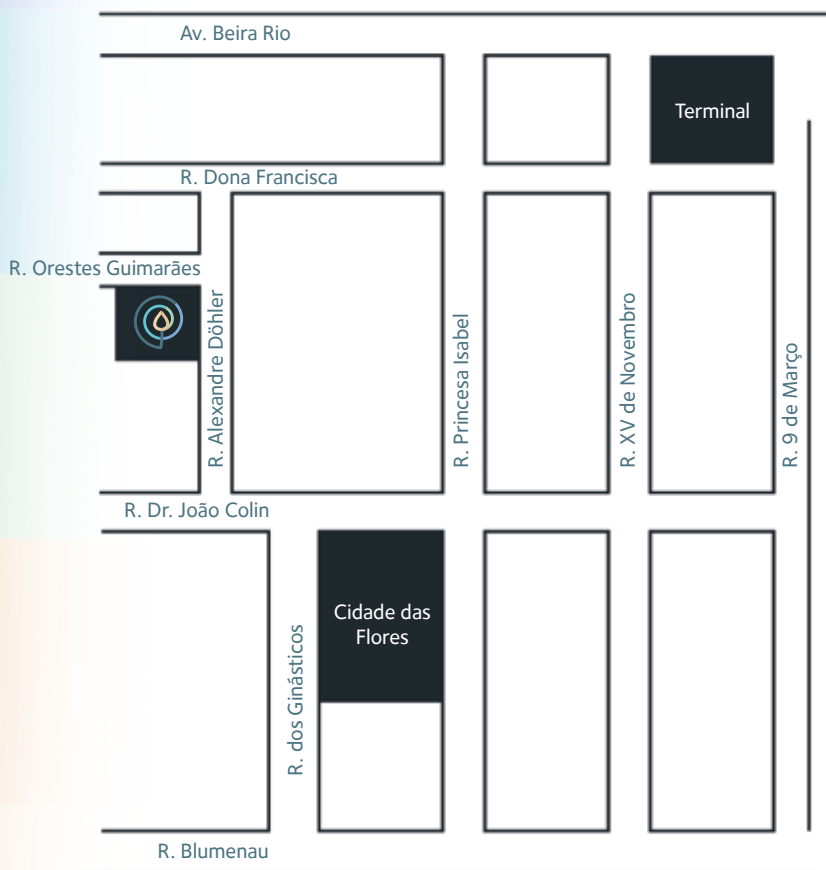 Av. Beira Rio
Terminal
R. Dona Francisca
R. Orestes Guimarães
R. Alexandre Döhler
R. Princesa Isabel
R. XV de Novembro
R. 9 de Março
R. Dr. João Colin
Cidade das
Flores
R. dos Ginásticos
R. Blumenau